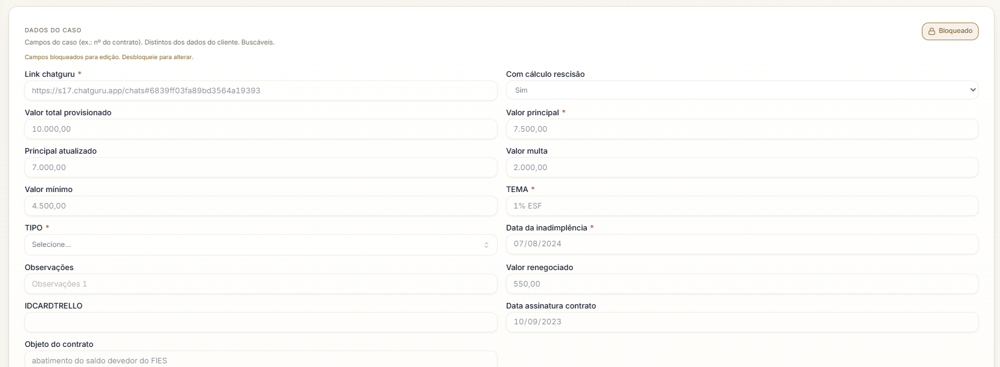 DADOS DO CASO
Bloqueado
Campos do caso (ex.: nº do contrato). Distintos dos dados do cliente. Buscáveis.
Campos bloqueados para edição. Desbloqueie para alterar.
Link chatguru *
https://s17.chatguru.app/chats#6839ff03fa89bd3564a19393
Com cálculo rescisão
Sim
Valor total provisionado
10.000,00
Valor principal *
7.500,00
Principal atualizado
7.000,00
Valor multa
2.000,00
Valor mínimo
4.500,00
TEMA *
1% ESF
TIPO *
Selecione...
Data da inadimplência *
07/08/2024
Observações
Observações 1
Valor renegociado
550,00
IDCARDTRELLO
Data assinatura contrato
10/09/2023
Objeto do contrato
abatimento do saldo devedor do FIES